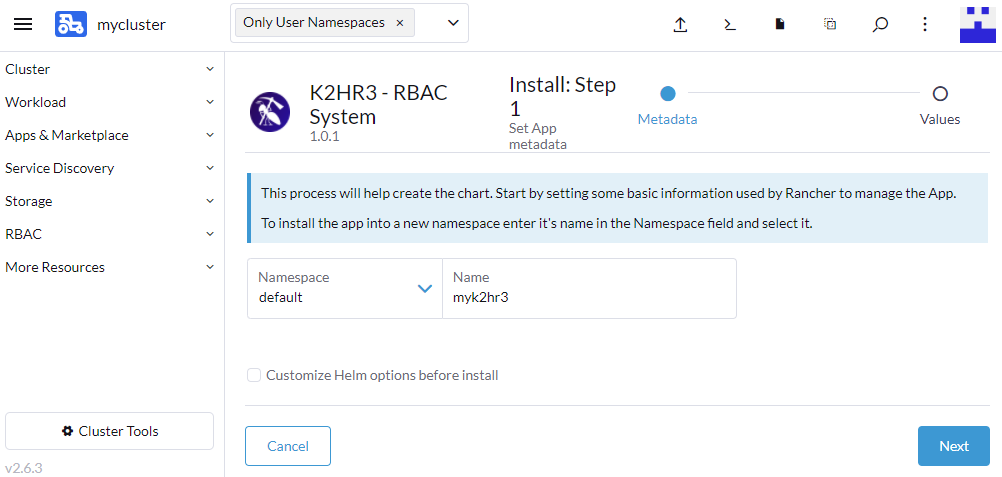 mycluster
Only User Namespaces ×
Cluster
Workload
Apps & Marketplace
Service Discovery
Storage
RBAC
More Resources
Cluster Tools
v2.6.3
K2HR3 - RBAC
System
1.0.1
Install: Step
1
Set App
metadata
Metadata
Values
This process will help create the chart. Start by setting some basic information used by Rancher to manage the App.
To install the app into a new namespace enter it's name in the Namespace field and select it.
Namespace
default
Name
myk2hr3
Customize Helm options before install
Cancel
Next